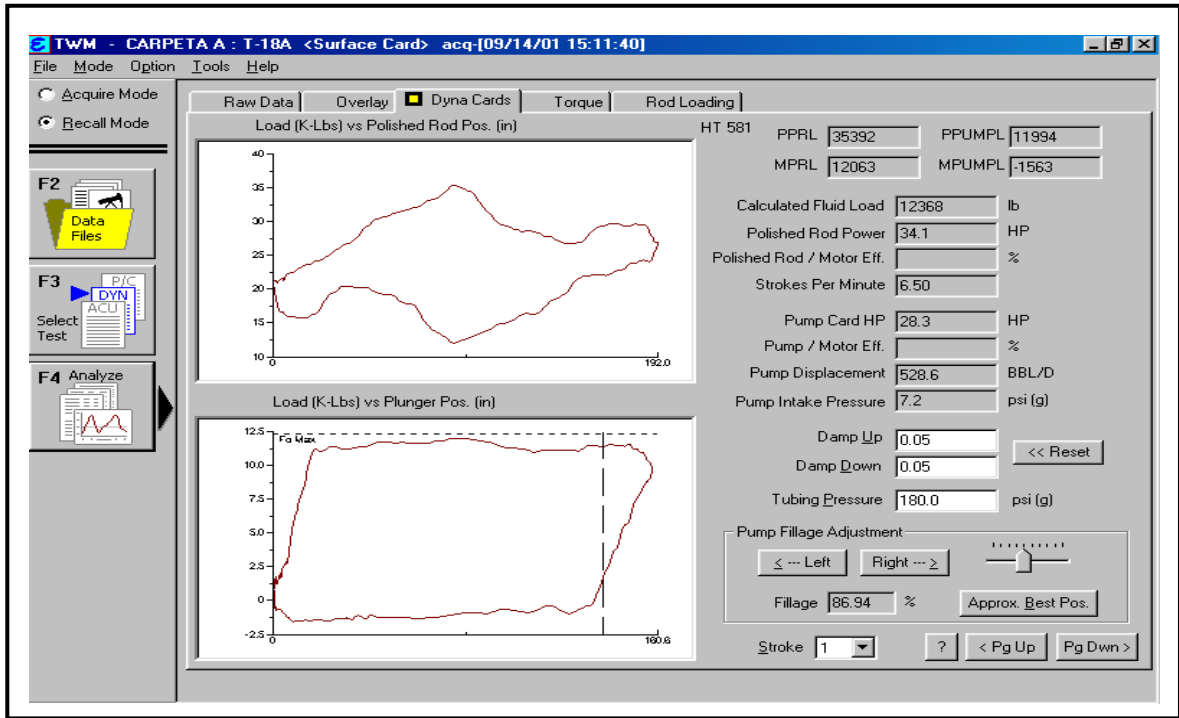 TWM - CARPETA A : T-18A <Surface Card> acq-[09/14/01 15:11:40]
File Mode Option Tools Help
Acquire Mode
Recall Mode
F2
Data
Files
F3
P/C
DYN
ACU
Select
Test
F4 Analyze
Raw Data Overlay Dyna Cards Torque Rod Loading
Load (K-Lbs) vs Polished Rod Pos. (in)
40
35
30
25
20
15
10
0 192.0
Load (K-Lbs) vs Plunger Pos. (in)
12.5
Fo Max
10.0
7.5
5.0
2.5
0
-2.5
0 160.6
HT 581
PPRL 35392 PPUMPL 11994
MPRL 12063 MPUMPL -1563
Calculated Fluid Load 12368 lb
Polished Rod Power 34.1 HP
Polished Rod / Motor Eff. %
Strokes Per Minute 6.50
Pump Card HP 28.3 HP
Pump / Motor Eff. %
Pump Displacement 528.6 BBL/D
Pump Intake Pressure 7.2 psi (g)
Damp Up 0.05
<< Reset
Damp Down 0.05
Tubing Pressure 180.0 psi (g)
Pump Fillage Adjustment
< --- Left Right --- >
Fillage 86.94 % Approx. Best Pos.
Stroke 1 ? < Pg Up Pg Dwn >